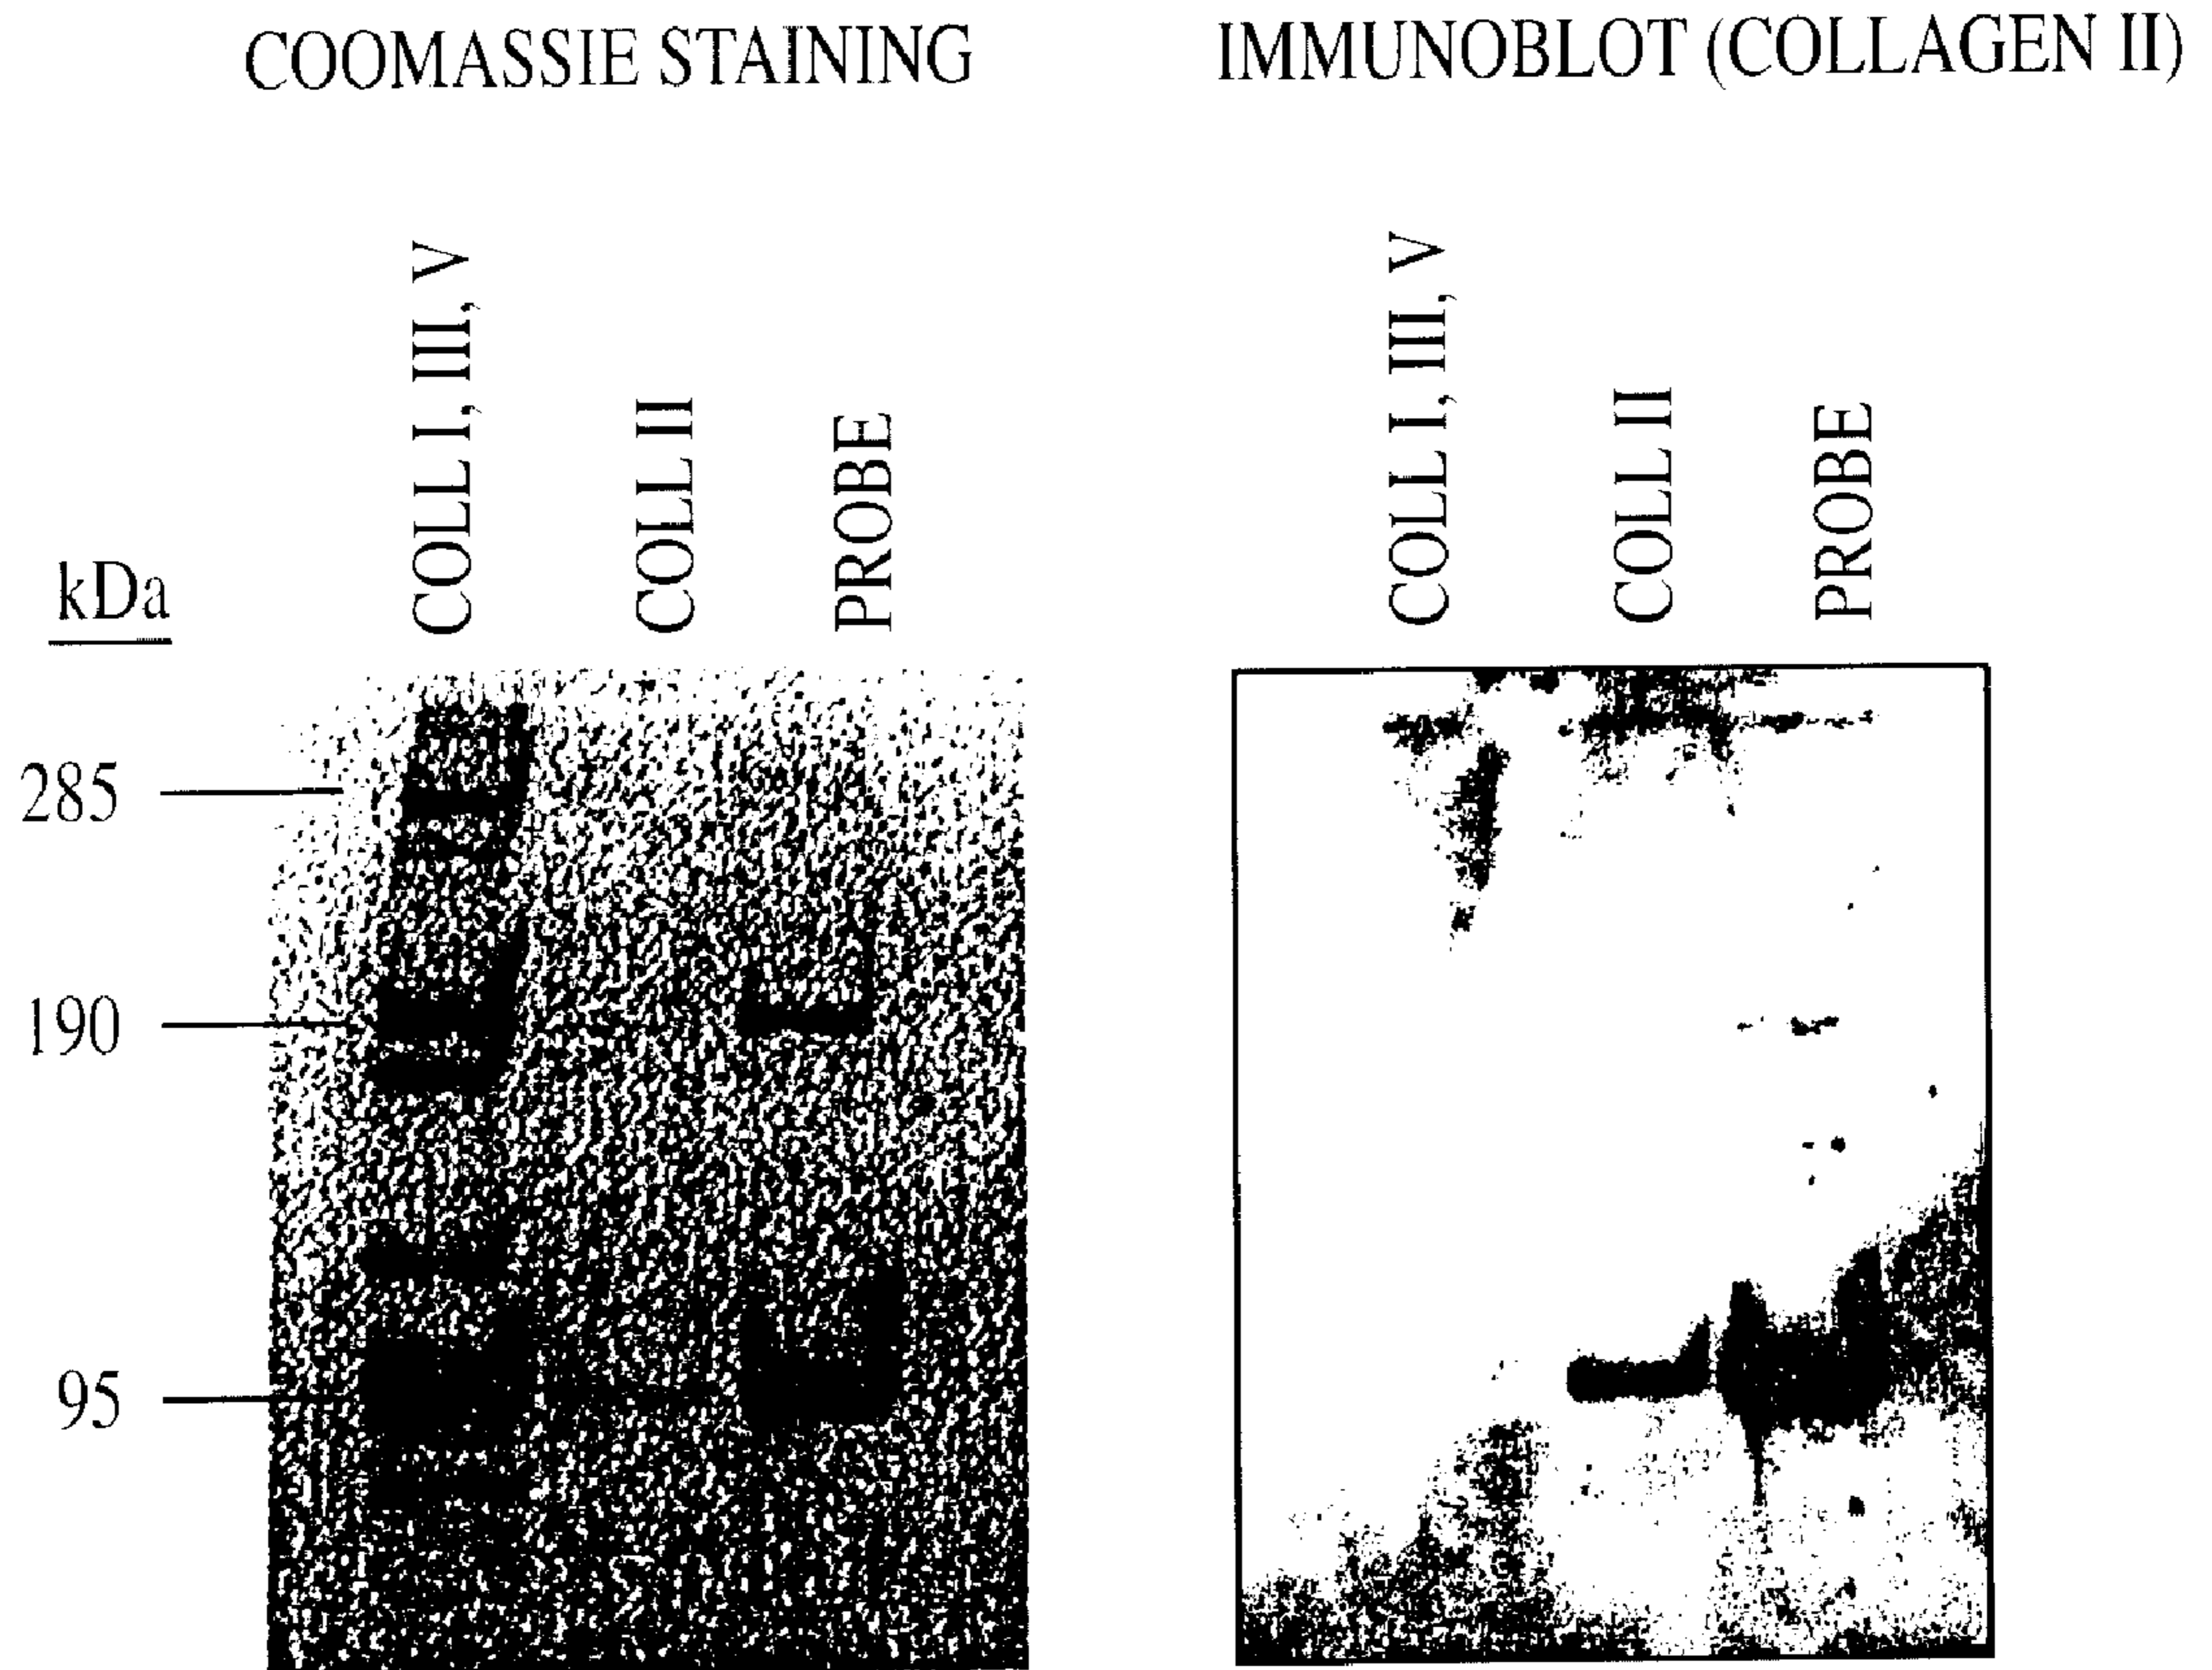 COOMASSIE STAINING
IMMUNOBLOT (COLLAGEN II)
COLL I, III, V
COLL II
PROBE
COLL I, III, V
COLL II
PROBE
kDa
285
190
95